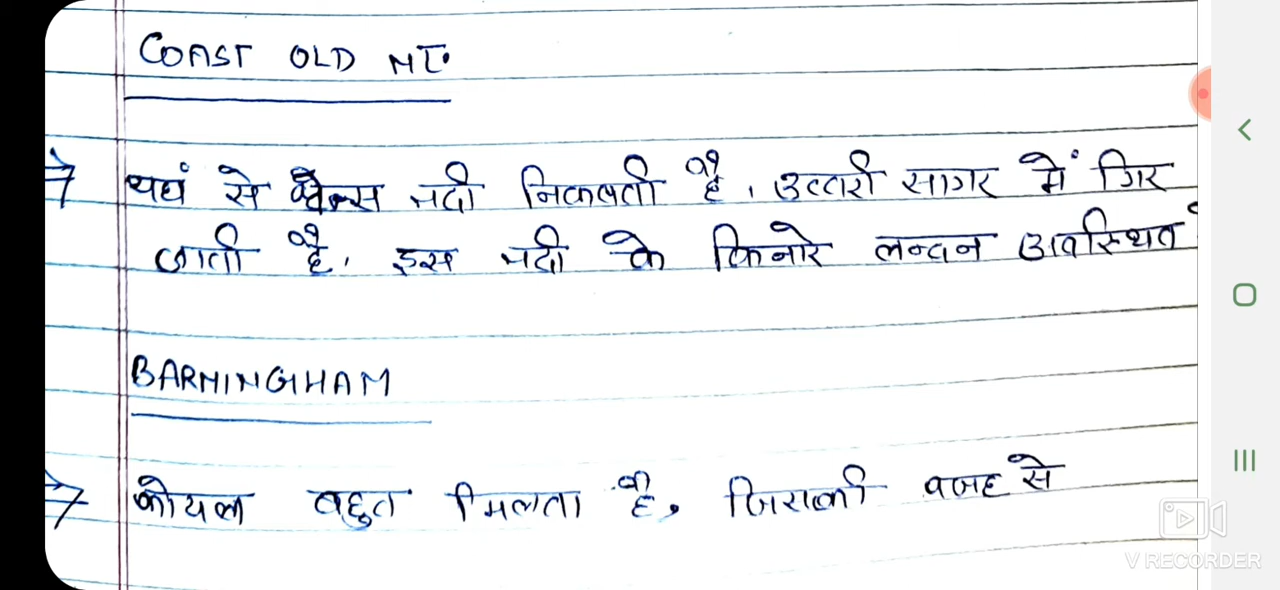 COAST OLD MT.
यहां से थेम्स नदी निकलती है, उत्तरी सागर में गिर
जाती है, इस नदी के किनारे लन्दन अवस्थित
BARMINGHAM
कोयल बहुत मिलता है, जिसकी वजह से
V RECORDER